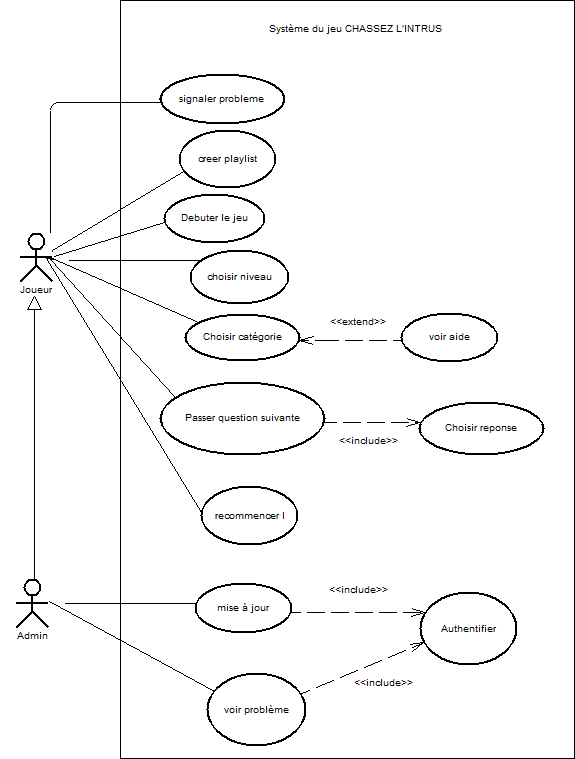 Système du jeu CHASSEZ L'INTRUS
signaler probleme
creer playlist
Debuter le jeu
choisir niveau
Joueur
Choisir catégorie
<<extend>>
voir aide
Passer question suivante
<<include>>
Choisir reponse
recommencer l
mise à jour
<<include>>
Authentifier
Admin
<<include>>
voir problème